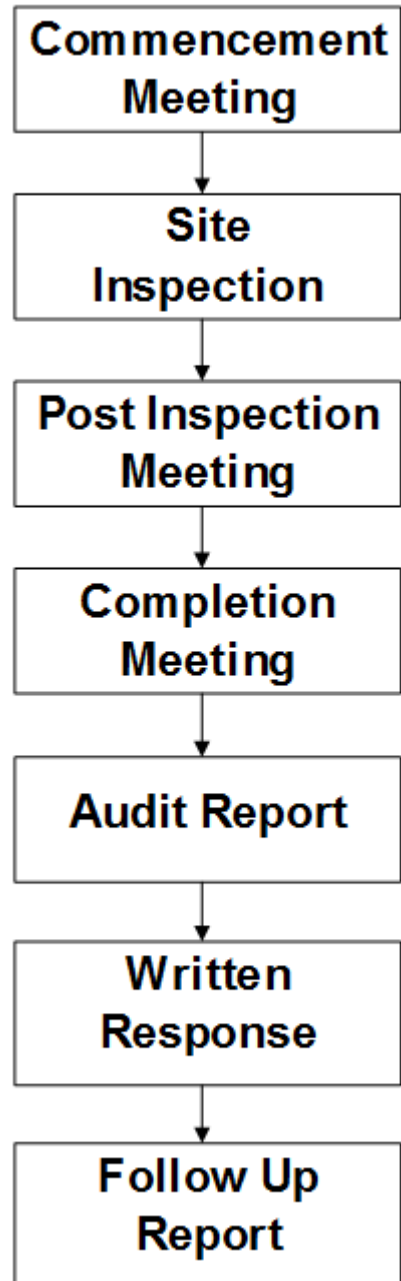 Commencement
Meeting
Site
Inspection
Post Inspection
Meeting
Completion
Meeting
Audit Report
Written
Response
Follow Up
Report